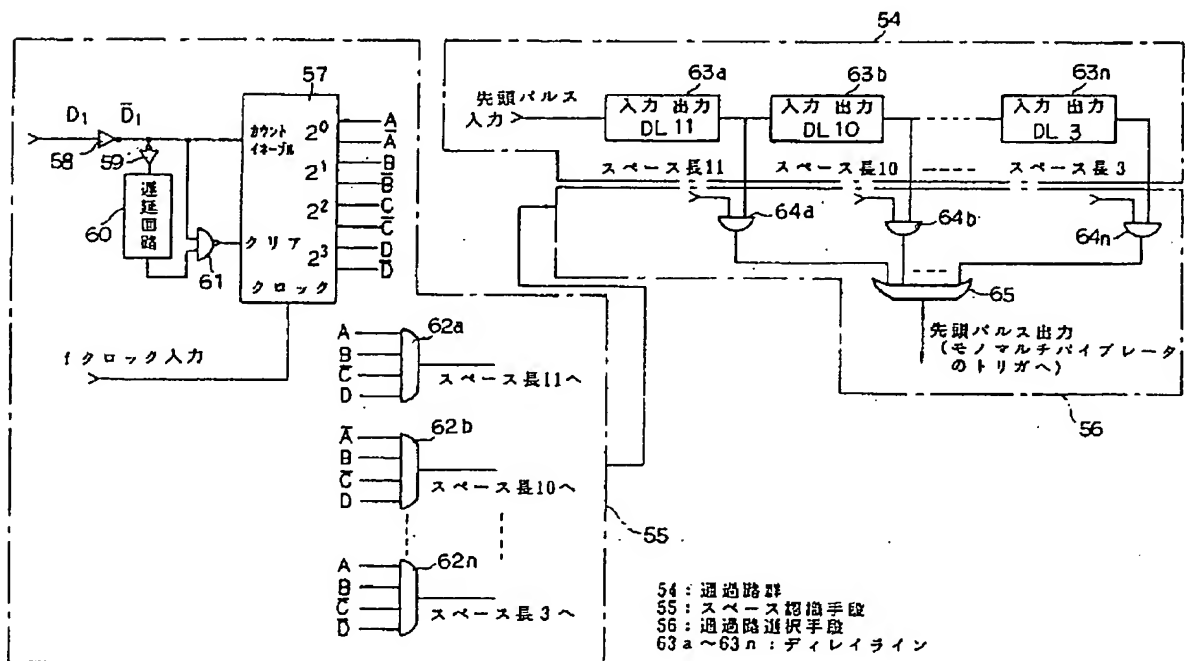 54
57
63a
63b
63n
D₁
D̅₁
58
59
遅延回路
60
61
カウント
イネーブル
2⁰
2¹
2²
2³
クリア
クロック
A
A̅
B
B̅
C
C̅
D
D̅
fクロック入力
先頭パルス
入力
入力 出力
DL 11
入力 出力
DL 10
入力 出力
DL 3
スペース長11
スペース長10
スペース長 3
64a
64b
64n
65
先頭パルス出力
(モノマルチバイブレータ
のトリガへ)
56
A
B
C̅
D
62a
スペース長11へ
A̅
B
C̅
D
62b
スペース長10へ
A
B
C̅
D̅
62n
スペース長3へ
55
54:通過路群
55:スペース認識手段
56:通過路選択手段
63a~63n:ディレイライン